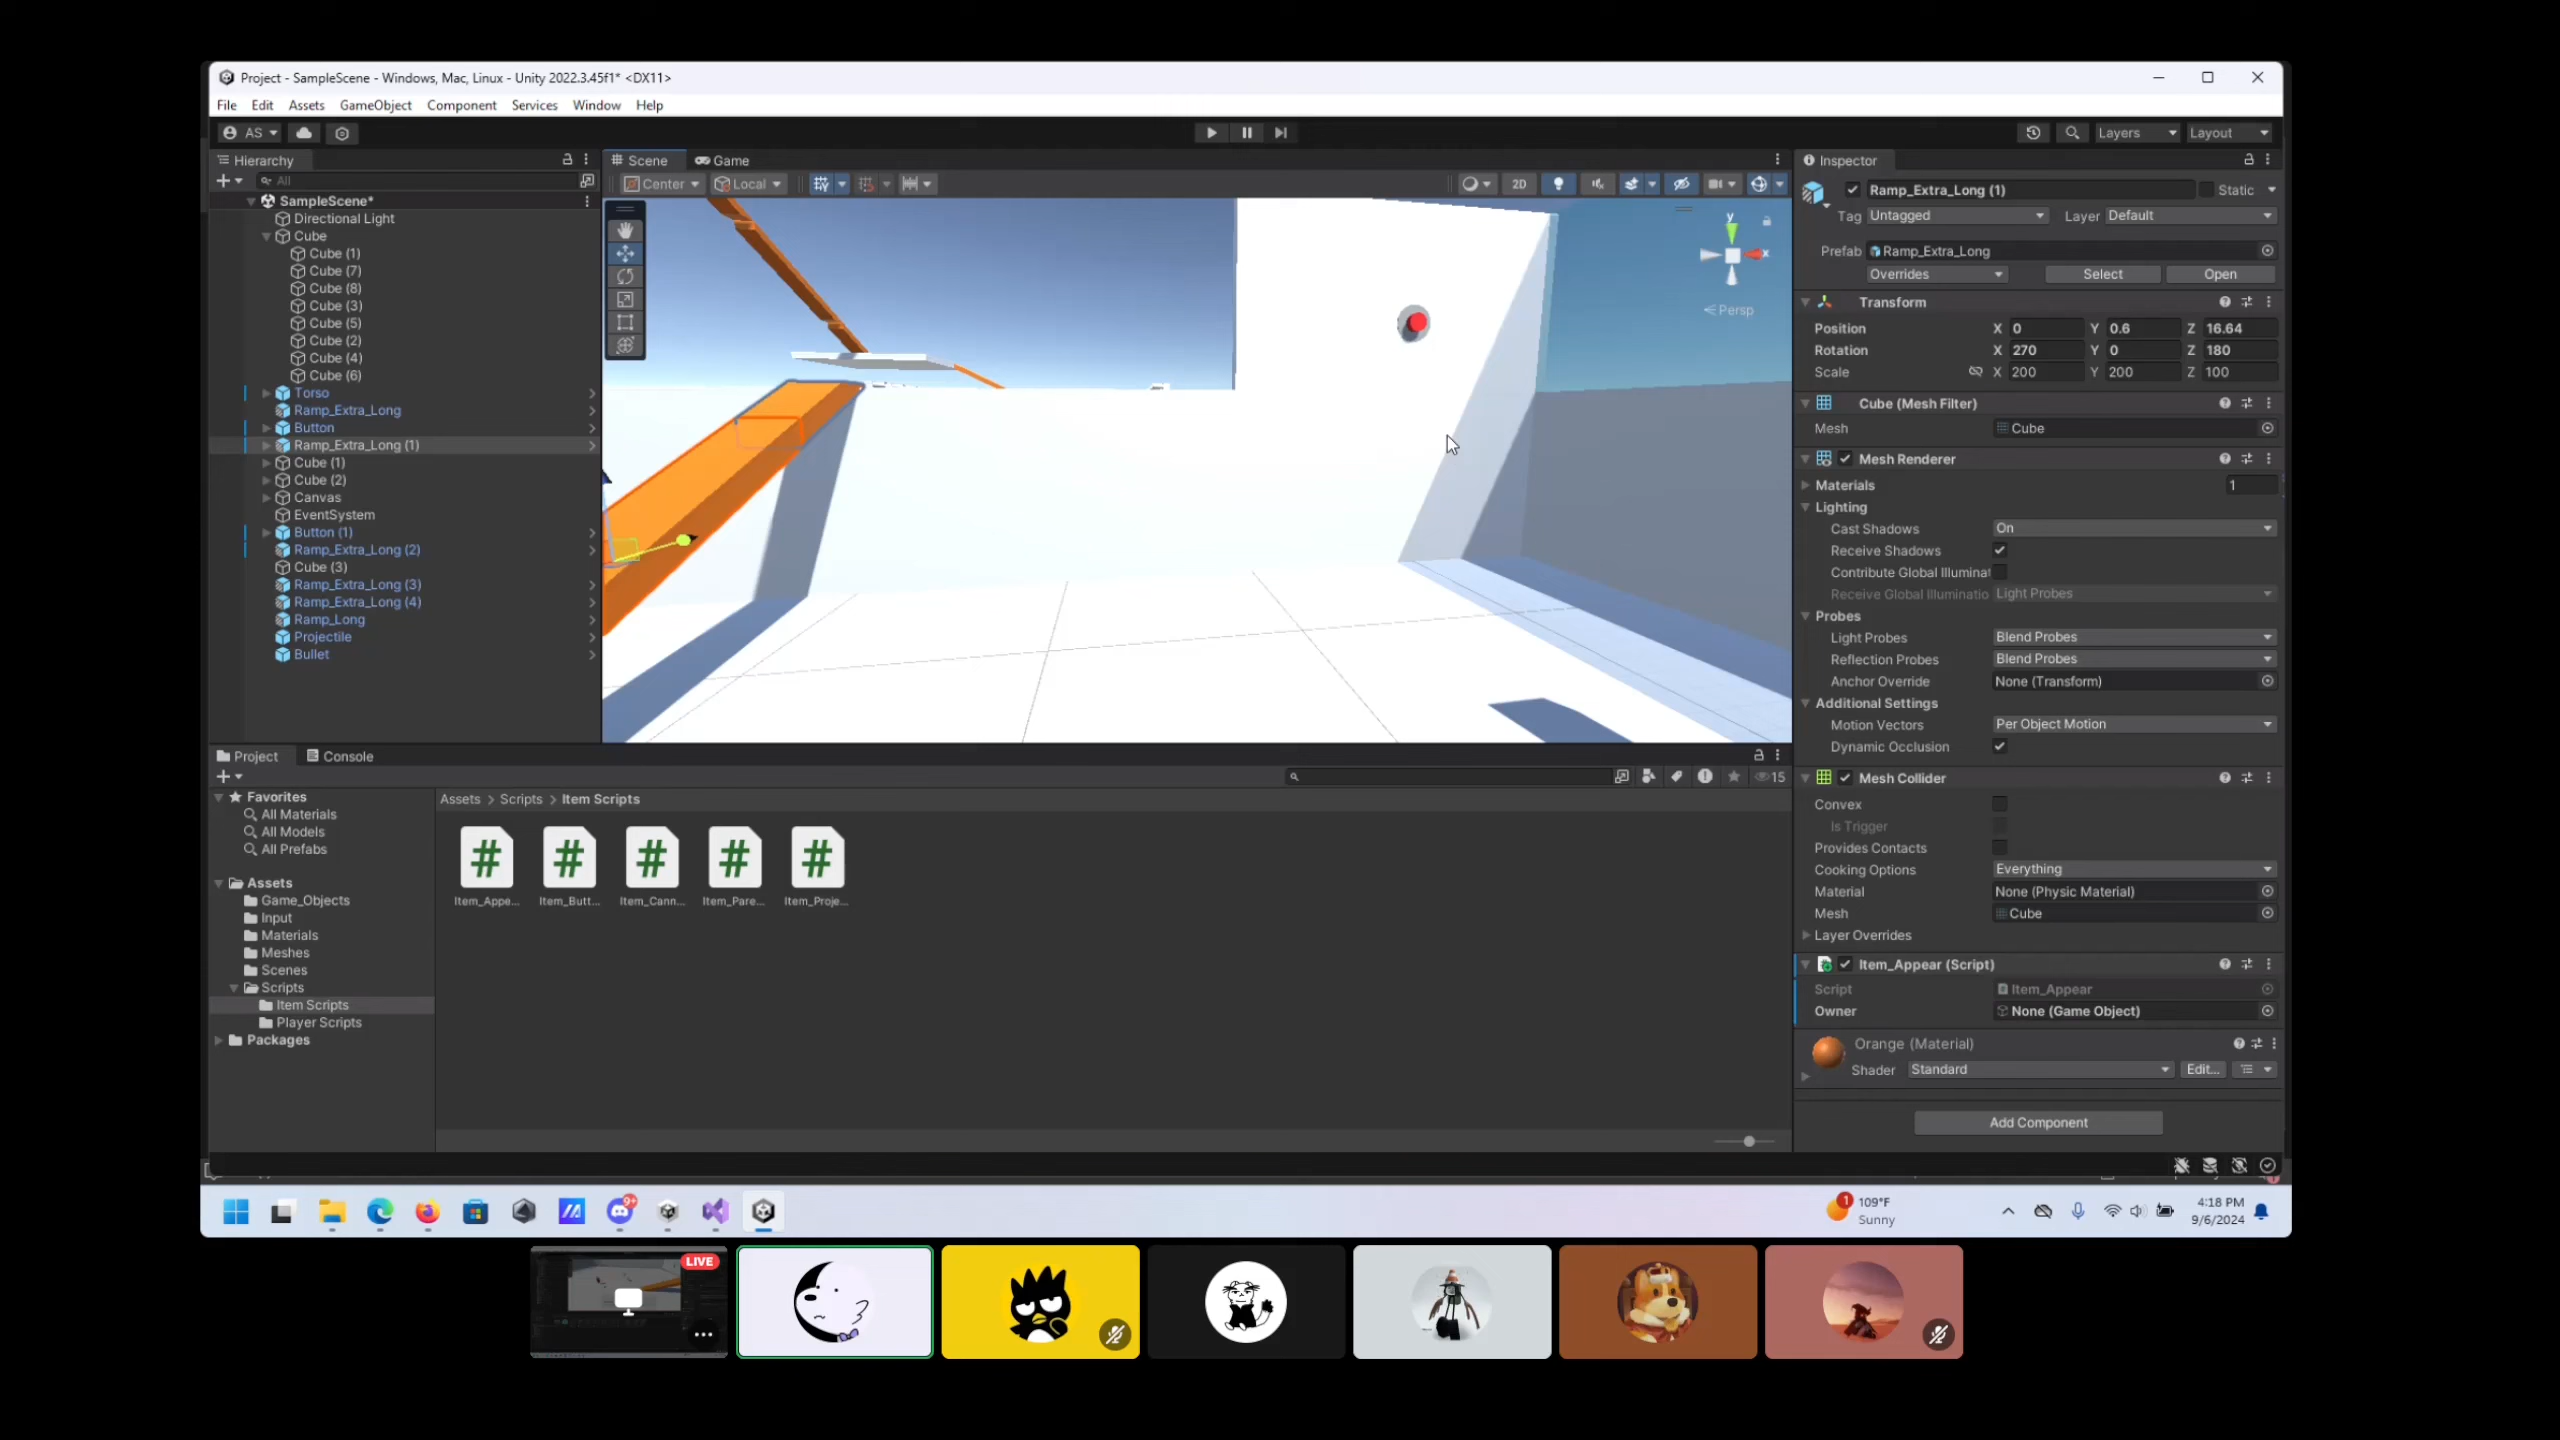 Project - SampleScene - Windows, Mac, Linux - Unity 2022.3.45f1* <DX11>
File Edit Assets GameObject Component Services Window Help
AS
Layers Layout
Hierarchy
All
SampleScene*
Directional Light
Cube
Cube (1)
Cube (7)
Cube (8)
Cube (3)
Cube (5)
Cube (2)
Cube (4)
Cube (6)
Torso
Ramp_Extra_Long
Button
Ramp_Extra_Long (1)
Cube (1)
Cube (2)
Canvas
EventSystem
Button (1)
Ramp_Extra_Long (2)
Cube (3)
Ramp_Extra_Long (3)
Ramp_Extra_Long (4)
Ramp_Long
Projectile
Bullet
Scene Game
Center Local 2D
y
x
Persp
Inspector
Ramp_Extra_Long (1) Static
Tag Untagged Layer Default
Prefab Ramp_Extra_Long
Overrides Select Open
Transform
Position X 0 Y 0.6 Z 16.64
Rotation X 270 Y 0 Z 180
Scale X 200 Y 200 Z 100
Cube (Mesh Filter)
Mesh Cube
Mesh Renderer
Materials 1
Lighting
Cast Shadows On
Receive Shadows
Contribute Global Illuminat
Receive Global Illuminatio Light Probes
Probes
Light Probes Blend Probes
Reflection Probes Blend Probes
Anchor Override None (Transform)
Additional Settings
Motion Vectors Per Object Motion
Dynamic Occlusion
Mesh Collider
Convex
Is Trigger
Provides Contacts
Cooking Options Everything
Material None (Physic Material)
Mesh Cube
Layer Overrides
Item_Appear (Script)
Script Item_Appear
Owner None (Game Object)
Orange (Material)
Shader Standard Edit...
Add Component
Project Console
15
Favorites
All Materials
All Models
All Prefabs
Assets
Game_Objects
Input
Materials
Meshes
Scenes
Scripts
Item Scripts
Player Scripts
Packages
Assets > Scripts > Item Scripts
Item_Appe... Item_Butt... Item_Cann... Item_Pare... Item_Proje...
9+
1
109°F
Sunny
4:18 PM
9/6/2024
LIVE